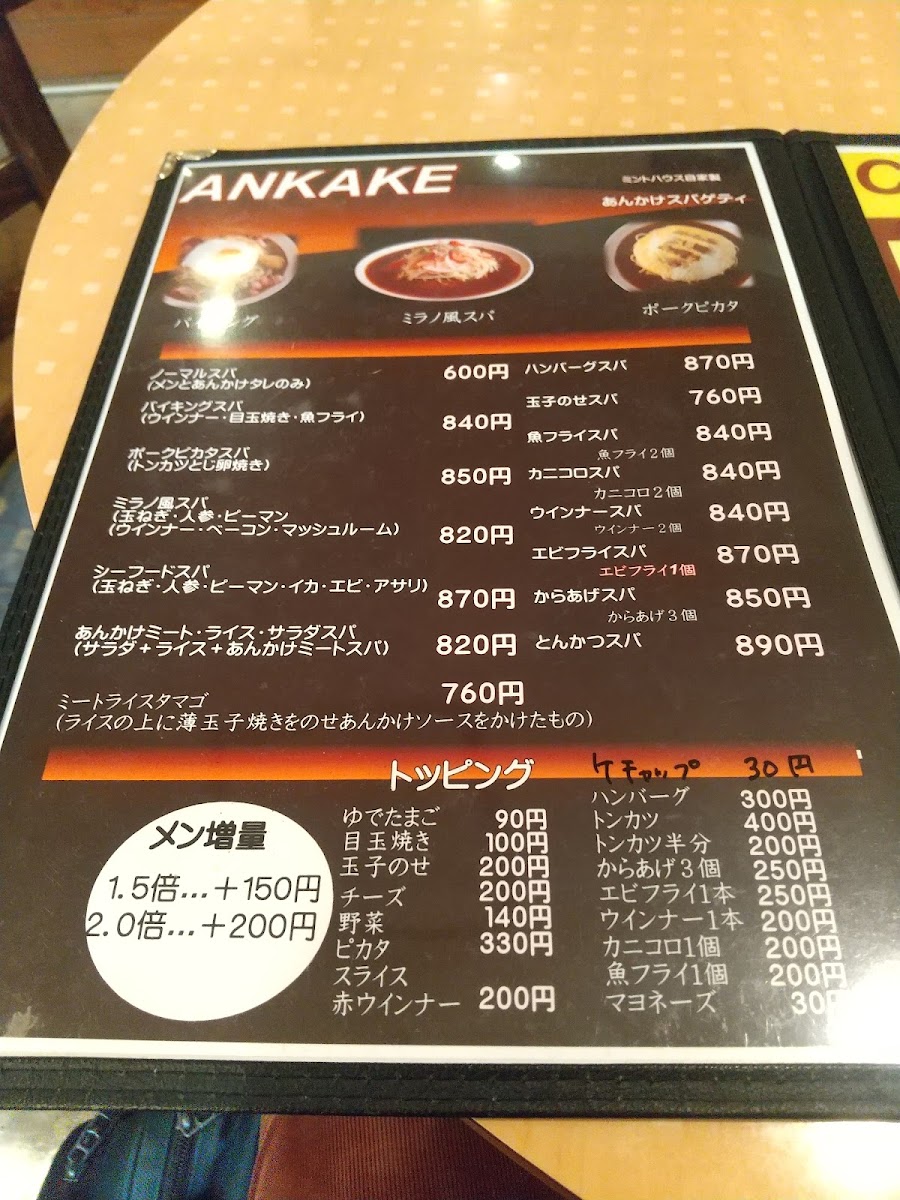 ANKAKE
ミントハウス自家製
あんかけスパゲティ
バイキング
ミラノ風スパ
ポークピカタ
ノーマルスパ 600円
(メンとあんかけタレのみ)
バイキングスパ
(ウインナー・目玉焼き・魚フライ) 840円
ポークピカタスパ
(トンカツとじ卵焼き) 850円
ミラノ風スパ
(玉ねぎ・人参・ピーマン
(ウインナー・ベーコン・マッシュルーム) 820円
シーフードスパ
(玉ねぎ・人参・ピーマン・イカ・エビ・アサリ) 870円
あんかけミート・ライス・サラダスパ
(サラダ+ライス+あんかけミートスパ) 820円
ハンバーグスパ 870円
玉子のせスパ 760円
魚フライスパ 840円
魚フライ2個
カニコロスパ 840円
カニコロ2個
ウインナースパ 840円
ウインナー2個
エビフライスパ 870円
エビフライ1個
からあげスパ 850円
からあげ3個
とんかつスパ 890円
ミートライスタマゴ 760円
(ライスの上に薄玉子焼きをのせあんかけソースをかけたもの)
トッピング
メン増量
1.5倍...+150円
2.0倍...+200円
ゆでたまご 90円
目玉焼き 100円
玉子のせ 200円
チーズ 200円
野菜 140円
ピカタ 330円
スライス
赤ウインナー 200円
ケチャップ 30円
ハンバーグ 300円
トンカツ 400円
トンカツ半分 200円
からあげ3個 250円
エビフライ1本 250円
ウインナー1本 200円
カニコロ1個 200円
魚フライ1個 200円
マヨネーズ 30円
C